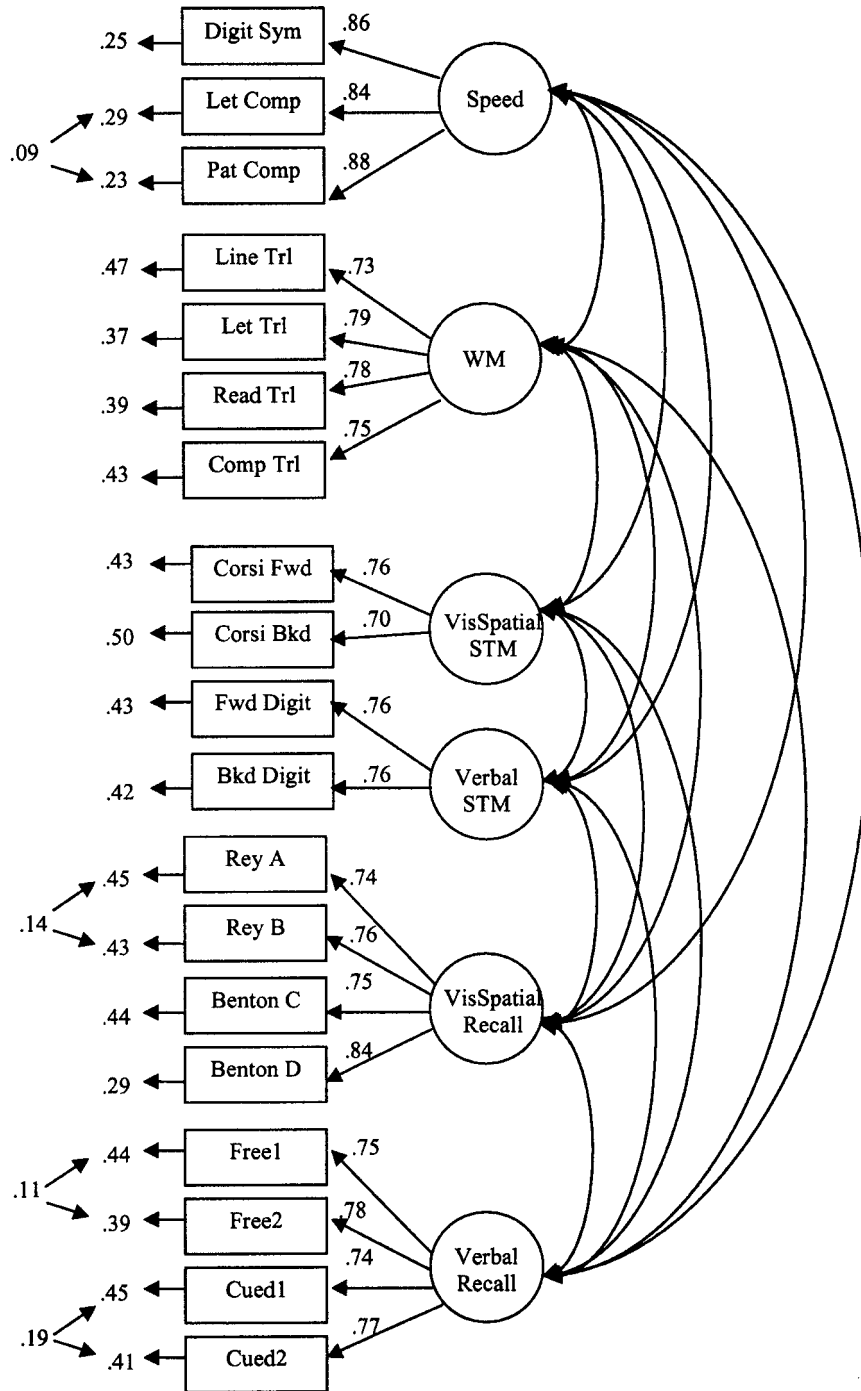 .25 Digit Sym .86
.29 Let Comp .84 Speed
.09
.23 Pat Comp .88
.47 Line Trl .73
.37 Let Trl .79 WM
.39 Read Trl .78
.43 Comp Trl .75
.43 Corsi Fwd .76
.50 Corsi Bkd .70 VisSpatial
STM
.43 Fwd Digit .76
.42 Bkd Digit .76 Verbal
STM
.45 Rey A .74
.14
.43 Rey B .76
.44 Benton C .75 VisSpatial
Recall
.29 Benton D .84
.44 Free1 .75
.11
.39 Free2 .78
.45 Cued1 .74 Verbal
Recall
.19
.41 Cued2 .77